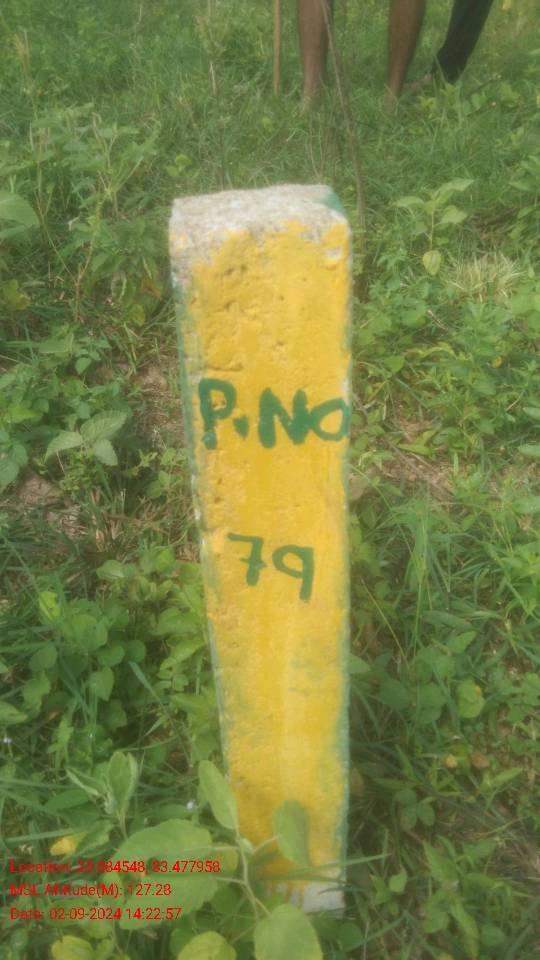 P.NO
79
Location: 20.884548, 83.477958
MSL Altitude(M): 127.28
Date: 02-09-2024 14:22:57